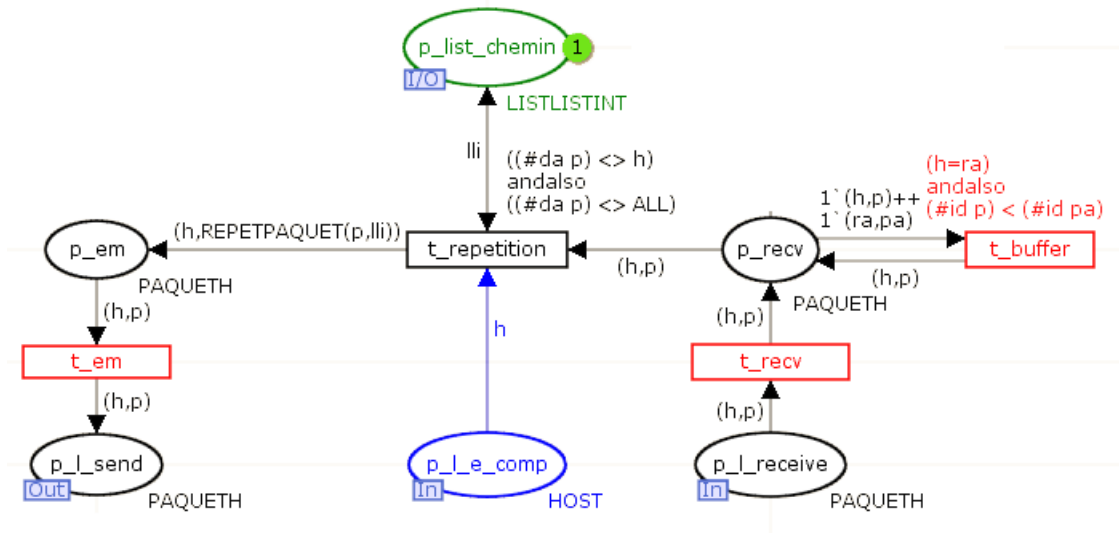 p_list_chemin
1
I/O
LISTLISTINT
lli
((#da p) <> h)
andalso
((#da p) <> ALL)
(h=ra)
andalso
(#id p) < (#id pa)
1`(h,p)++
1`(ra,pa)
(h,REPETPAQUET(p,lli))
p_em
t_repetition
p_recv
t_buffer
(h,p)
(h,p)
PAQUETH
PAQUETH
(h,p)
h
(h,p)
t_em
t_recv
(h,p)
(h,p)
p_l_send
p_l_e_comp
p_l_receive
Out
In
In
PAQUETH
HOST
PAQUETH